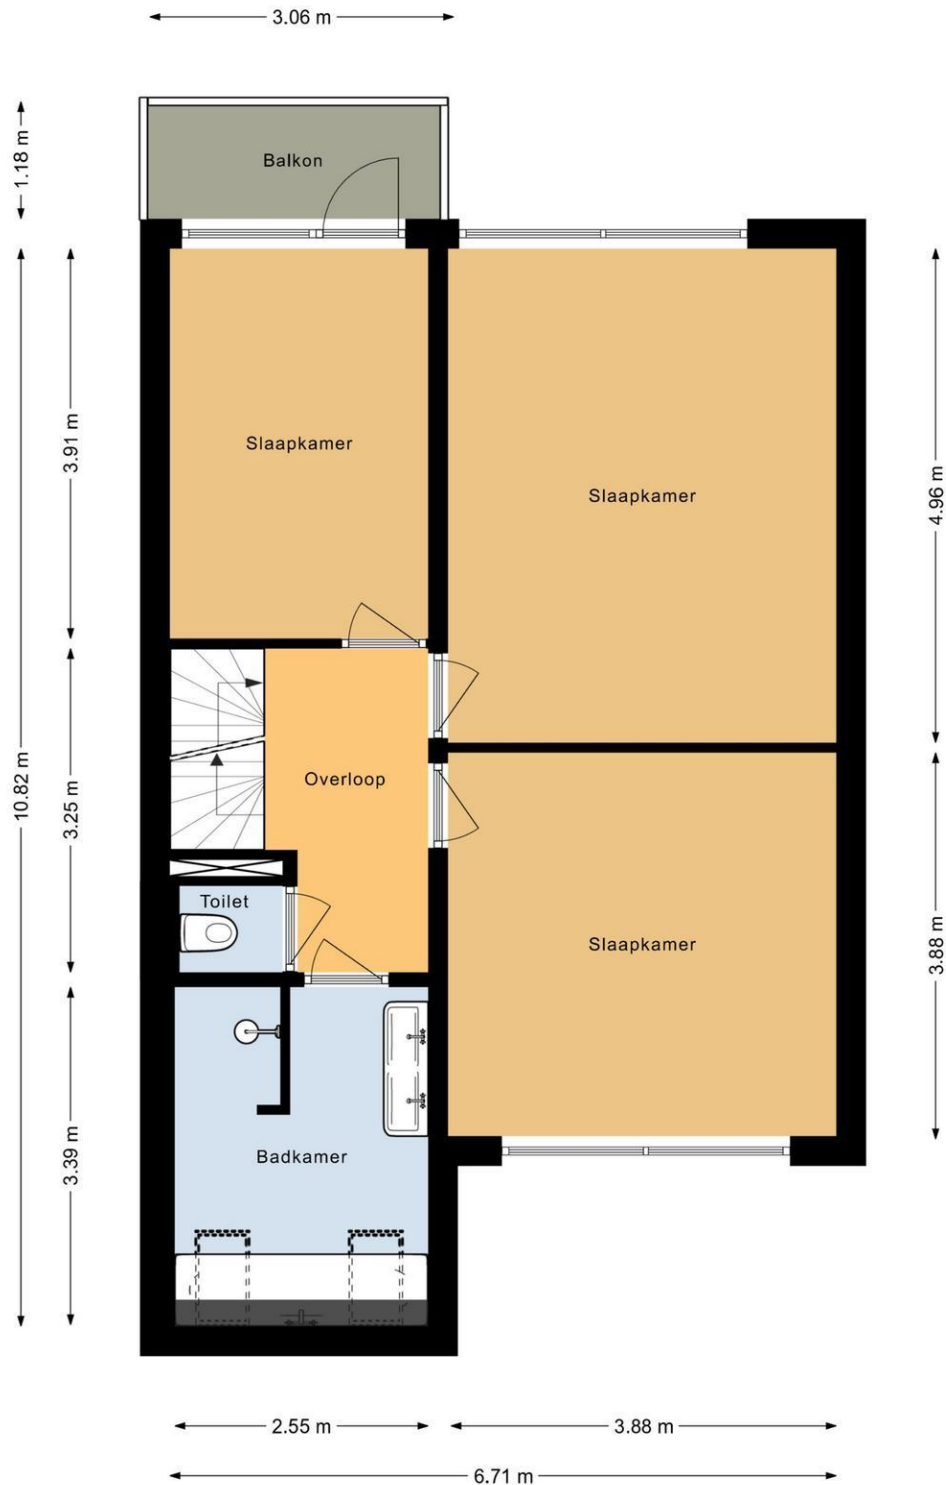 3.06 m
1.18 m
Balkon
3.91 m
Slaapkamer
Slaapkamer
4.96 m
10.82 m
3.25 m
Overloop
Toilet
Slaapkamer
3.88 m
3.39 m
Badkamer
2.55 m
3.88 m
6.71 m